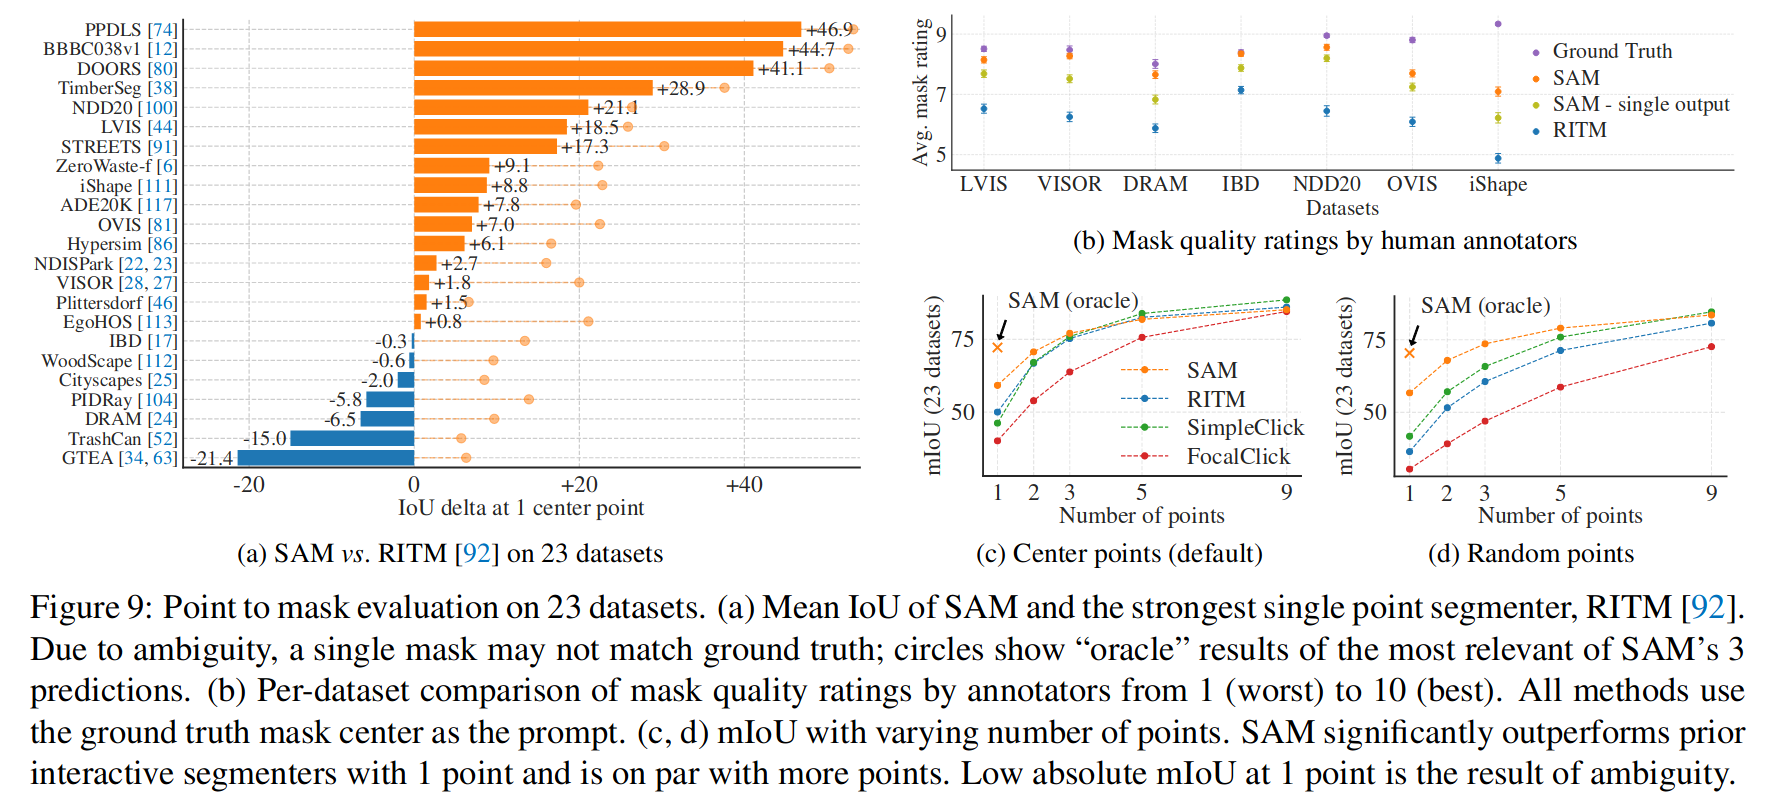 PPDLS [74]
+46.9
BBBC038v1 [12]
+44.7
DOORS [80]
+41.1
TimberSeg [38]
+28.9
NDD20 [100]
+21.1
LVIS [44]
+18.5
STREETS [91]
+17.3
ZeroWaste-f [6]
+9.1
iShape [111]
+8.8
ADE20K [117]
+7.8
OVIS [81]
+7.0
Hypersim [86]
+6.1
NDISPark [22, 23]
+2.7
VISOR [28, 27]
+1.8
Plittersdorf [46]
+1.5
EgoHOS [113]
+0.8
IBD [17]
-0.3
WoodScape [112]
-0.6
Cityscapes [25]
-2.0
PIDRay [104]
-5.8
DRAM [24]
-6.5
TrashCan [52]
-15.0
GTEA [34, 63]
-21.4
-20 0 +20 +40
IoU delta at 1 center point
(a) SAM vs. RITM [92] on 23 datasets
Avg. mask rating
9
7
5
Ground Truth
SAM
SAM - single output
RITM
LVIS VISOR DRAM IBD NDD20 OVIS iShape
Datasets
(b) Mask quality ratings by human annotators
mIoU (23 datasets)
75
50
SAM (oracle)
SAM
RITM
SimpleClick
FocalClick
1 2 3 5 9
Number of points
(c) Center points (default)
mIoU (23 datasets)
75
50
SAM (oracle)
1 2 3 5 9
Number of points
(d) Random points
Figure 9: Point to mask evaluation on 23 datasets. (a) Mean IoU of SAM and the strongest single point segmenter, RITM [92].
Due to ambiguity, a single mask may not match ground truth; circles show “oracle” results of the most relevant of SAM’s 3
predictions. (b) Per-dataset comparison of mask quality ratings by annotators from 1 (worst) to 10 (best). All methods use
the ground truth mask center as the prompt. (c, d) mIoU with varying number of points. SAM significantly outperforms prior
interactive segmenters with 1 point and is on par with more points. Low absolute mIoU at 1 point is the result of ambiguity.